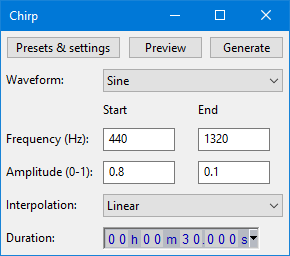 Chirp
Presets & settings Preview Generate
Waveform: Sine
Start End
Frequency (Hz): 440 1320
Amplitude (0-1): 0.8 0.1
Interpolation: Linear
Duration: 00h00m30.000s